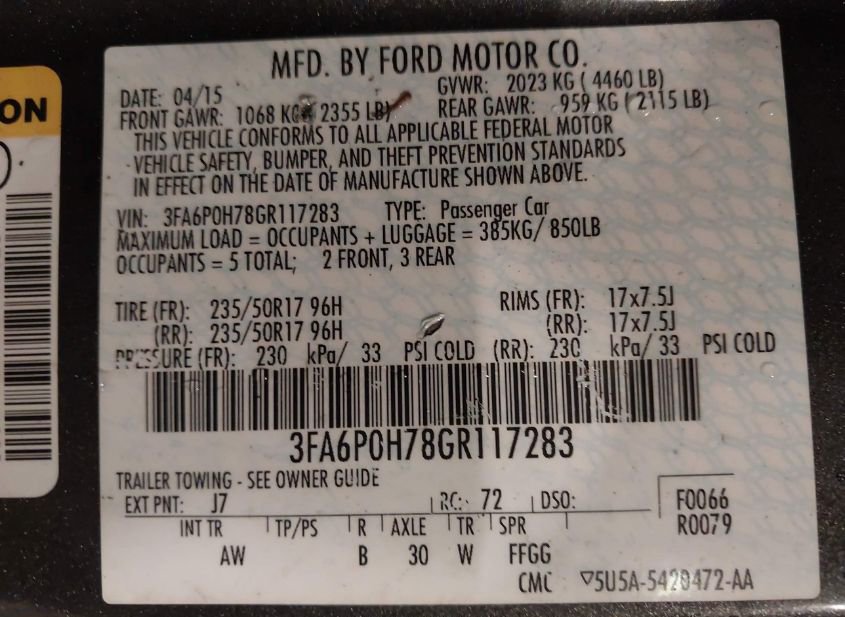 ON
MFD. BY FORD MOTOR CO.
DATE: 04/15 GVWR: 2023 KG ( 4460 LB)
FRONT GAWR: 1068 KG ( 2355 LB) REAR GAWR: 959 KG ( 2115 LB)
THIS VEHICLE CONFORMS TO ALL APPLICABLE FEDERAL MOTOR
VEHICLE SAFETY, BUMPER, AND THEFT PREVENTION STANDARDS
IN EFFECT ON THE DATE OF MANUFACTURE SHOWN ABOVE.
VIN: 3FA6P0H78GR117283 TYPE: Passenger Car
MAXIMUM LOAD = OCCUPANTS + LUGGAGE = 385KG/ 850LB
OCCUPANTS = 5 TOTAL; 2 FRONT, 3 REAR
TIRE (FR): 235/50R17 96H RIMS (FR): 17x7.5J
(RR): 235/50R17 96H (RR): 17x7.5J
PRESSURE (FR): 230 kPa/ 33 PSI COLD (RR): 230 kPa/ 33 PSI COLD
3FA6P0H78GR117283
TRAILER TOWING - SEE OWNER GUIDE
EXT PNT: J7 RC: 72 DSO: F0066
R0079
INT TR TP/PS R AXLE TR SPR
AW B 30 W FFGG
CMC ▽5U5A-5420472-AA